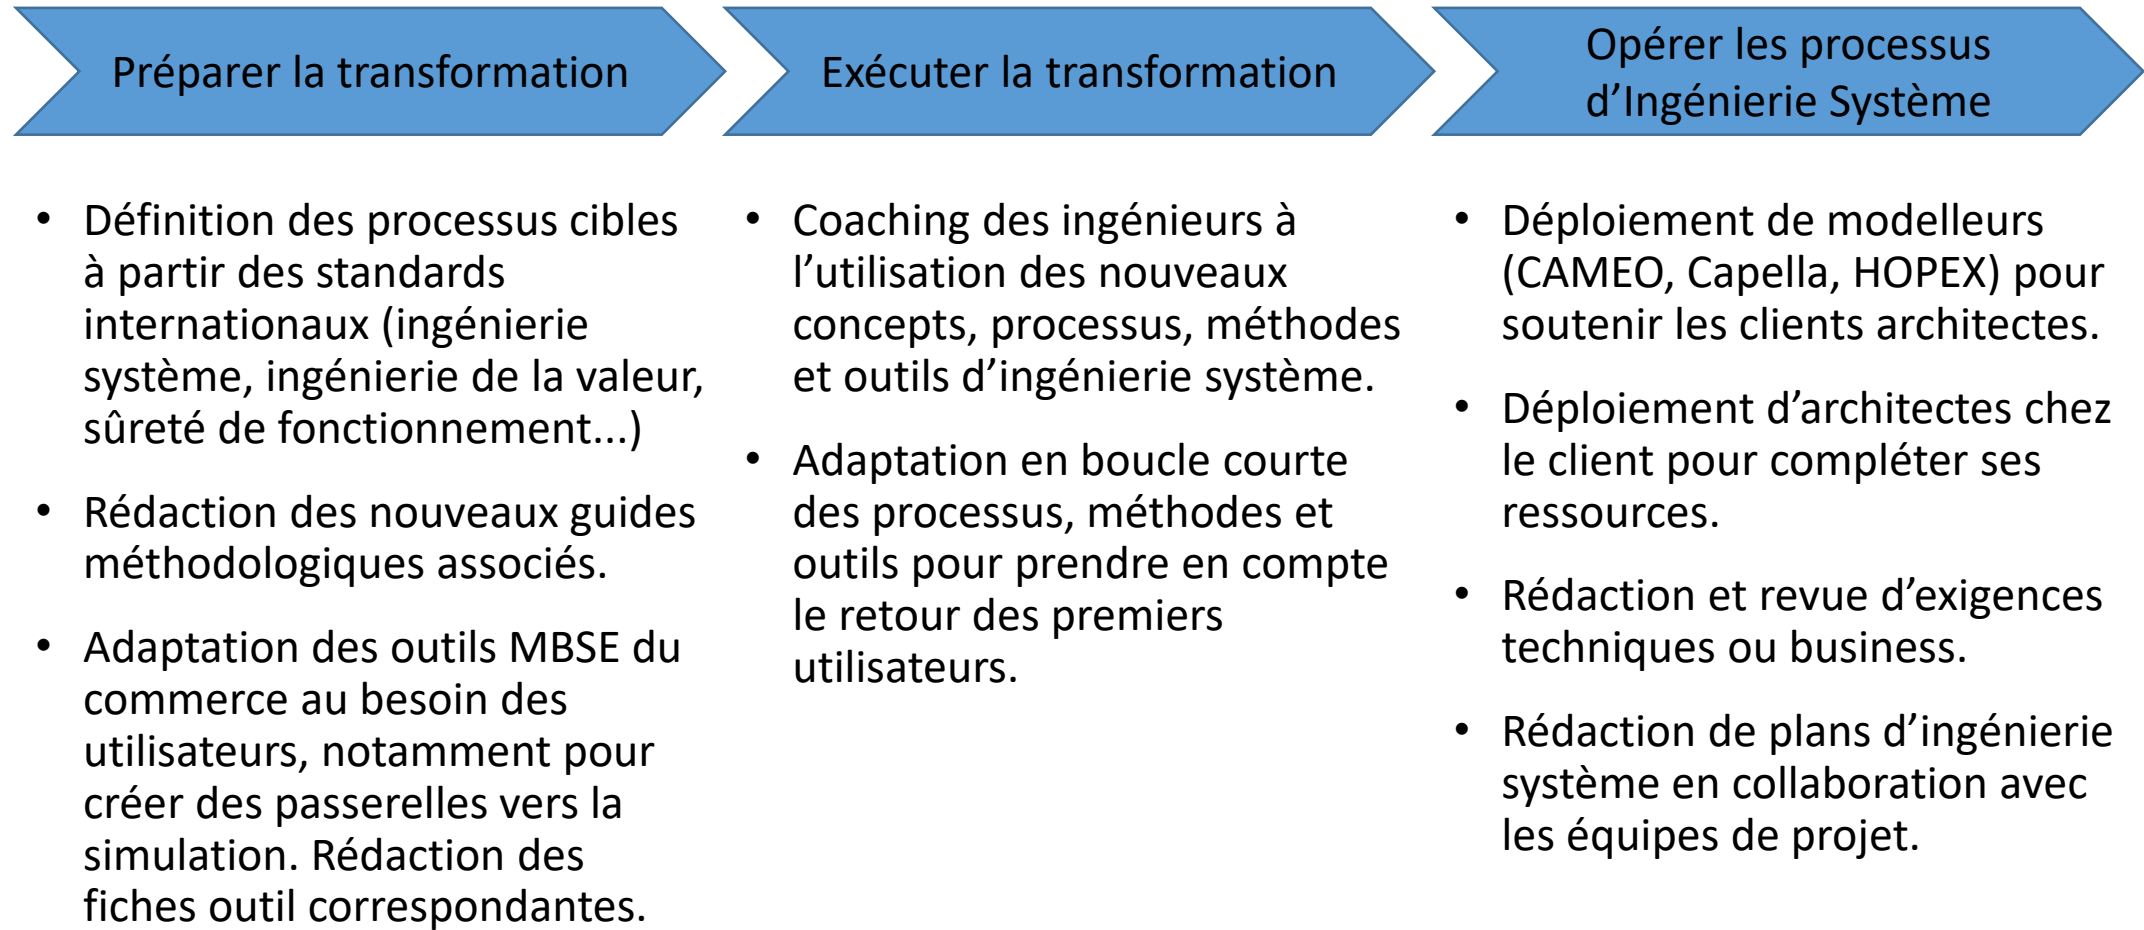 Préparer la transformation
Exécuter la transformation
Opérer les processus
d’Ingénierie Système
• Définition des processus cibles
à partir des standards
internationaux (ingénierie
système, ingénierie de la valeur,
sûreté de fonctionnement...)
• Rédaction des nouveaux guides
méthodologiques associés.
• Adaptation des outils MBSE du
commerce au besoin des
utilisateurs, notamment pour
créer des passerelles vers la
simulation. Rédaction des
fiches outil correspondantes.
• Coaching des ingénieurs à
l’utilisation des nouveaux
concepts, processus, méthodes
et outils d’ingénierie système.
• Adaptation en boucle courte
des processus, méthodes et
outils pour prendre en compte
le retour des premiers
utilisateurs.
• Déploiement de modelleurs
(CAMEO, Capella, HOPEX) pour
soutenir les clients architectes.
• Déploiement d’architectes chez
le client pour compléter ses
ressources.
• Rédaction et revue d’exigences
techniques ou business.
• Rédaction de plans d’ingénierie
système en collaboration avec
les équipes de projet.